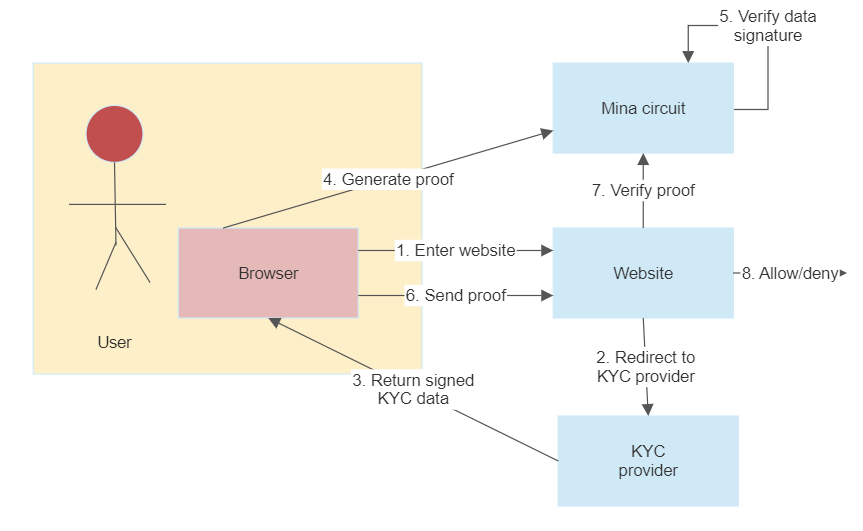 5. Verify data
signature
Mina circuit
4. Generate proof
7. Verify proof
1. Enter website
Browser
Website
8. Allow/deny
6. Send proof
User
2. Redirect to
KYC provider
3. Return signed
KYC data
KYC
provider